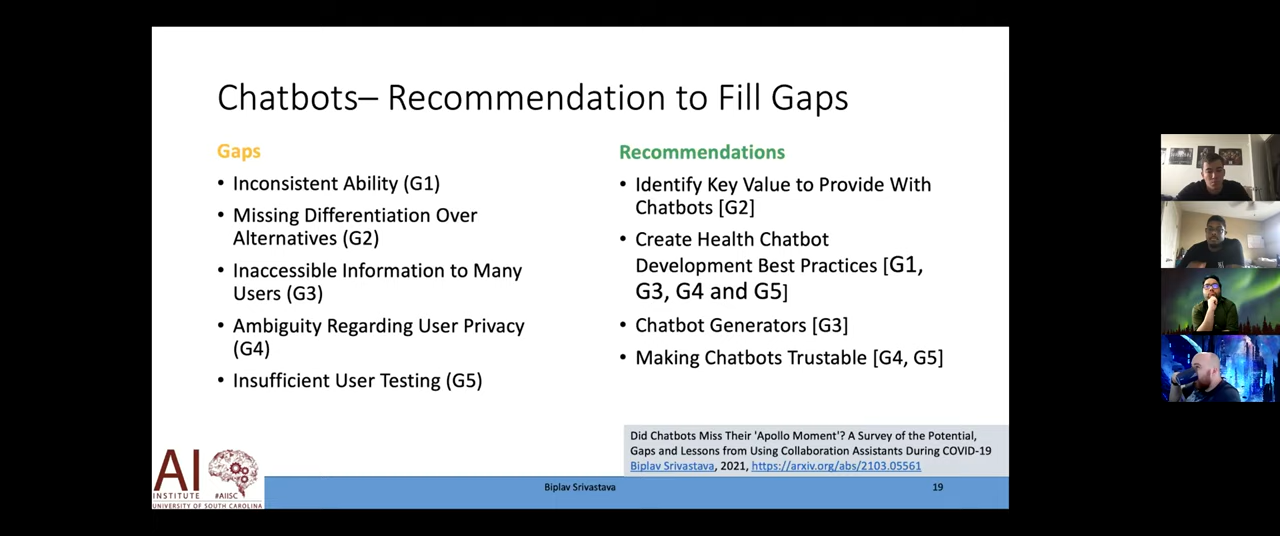 Chatbots– Recommendation to Fill Gaps
Gaps
• Inconsistent Ability (G1)
• Missing Differentiation Over
Alternatives (G2)
• Inaccessible Information to Many
Users (G3)
• Ambiguity Regarding User Privacy
(G4)
• Insufficient User Testing (G5)
Recommendations
• Identify Key Value to Provide With
Chatbots [G2]
• Create Health Chatbot
Development Best Practices [G1,
G3, G4 and G5]
• Chatbot Generators [G3]
• Making Chatbots Trustable [G4, G5]
Did Chatbots Miss Their 'Apollo Moment'? A Survey of the Potential,
Gaps and Lessons from Using Collaboration Assistants During COVID-19
Biplav Srivastava, 2021, https://arxiv.org/abs/2103.05561
AI
INSTITUTE #AIISC
UNIVERSITY OF SOUTH CAROLINA
Biplav Srivastava
19